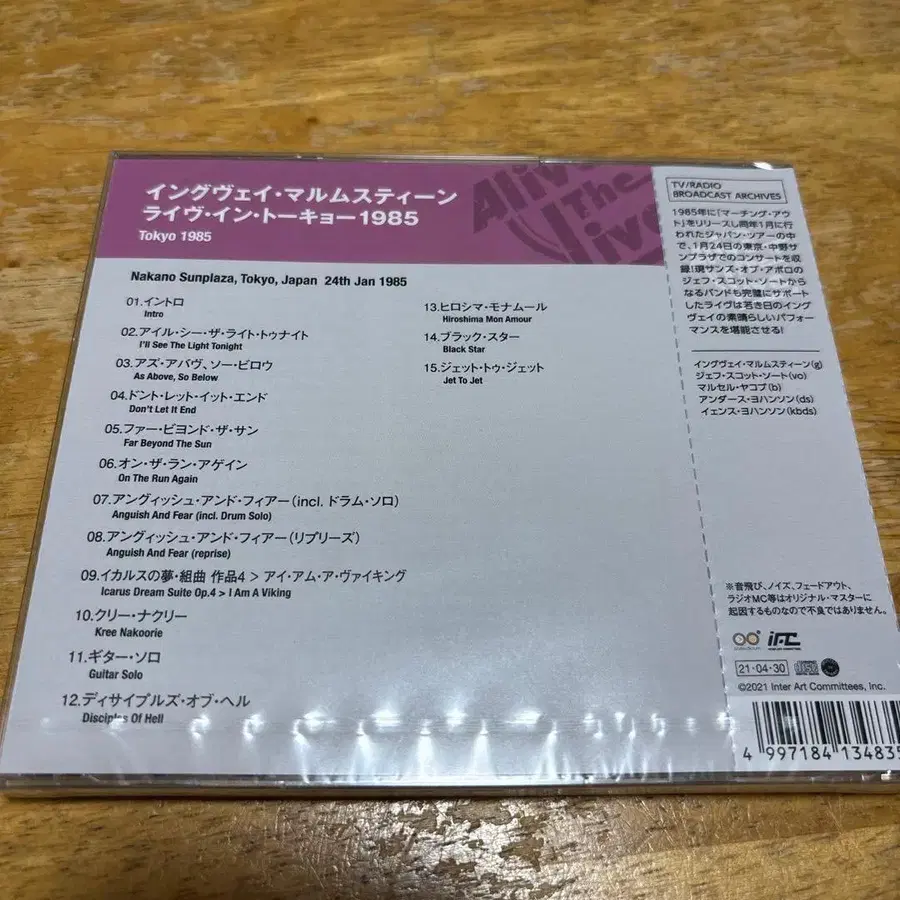 イングヴェイ・マルムスティーン
ライヴ・イン・トーキョー1985
Tokyo 1985
Alive
The
Live
Nakano Sunplaza, Tokyo, Japan 24th Jan 1985
01.イントロ
Intro
02.アイル・シー・ザ・ライト・トゥナイト
I'll See The Light Tonight
03.アズ・アバヴ、ソー・ビロウ
As Above, So Below
04.ドント・レット・イット・エンド
Don't Let It End
05.ファー・ビヨンド・ザ・サン
Far Beyond The Sun
06.オン・ザ・ラン・アゲイン
On The Run Again
07.アングィッシュ・アンド・フィアー(incl. ドラム・ソロ)
Anguish And Fear (incl. Drum Solo)
08.アングィッシュ・アンド・フィアー(リプリーズ)
Anguish And Fear (reprise)
09.イカルスの夢・組曲 作品4 > アイ・アム・ア・ヴァイキング
Icarus Dream Suite Op.4 > I Am A Viking
10.クリー・ナクリー
Kree Nakoorie
11.ギター・ソロ
Guitar Solo
12.ディサイプルズ・オブ・ヘル
Disciples Of Hell
13.ヒロシマ・モナムール
Hiroshima Mon Amour
14.ブラック・スター
Black Star
15.ジェット・トゥ・ジェット
Jet To Jet
TV/RADIO
BROADCAST ARCHIVES
1985年に「マーチング・アウ
ト」をリリースし同年1月に行
われたジャパン・ツアーの中
で、1月24日の東京・中野サ
ンプラザでのコンサートを収
録!現サンズ・オブ・アポロの
ジェフ・スコット・ソートから
なるバンドも完璧にサポート
したライヴは若き日のイング
ヴェイの素晴らしいパフォー
マンスを堪能させる!
イングヴェイ・マルムスティーン(g)
ジェフ・スコット・ソート(vo)
マルセル・ヤコブ(b)
アンダース・ヨハンソン(ds)
イェンス・ヨハンソン(kbds)
※音飛び、ノイズ、フェードアウト、
ラジオMC等はオリジナル・マスターに
起因するものなので不良ではありません。
IAC
21・04・30
©2021 Inter Art Committees, Inc.
4 997184 134835